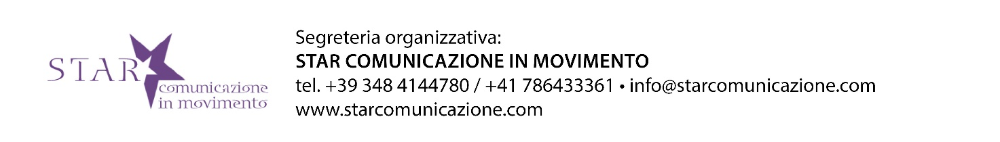 STAR
comunicazione
in movimento
Segreteria organizzativa:
STAR COMUNICAZIONE IN MOVIMENTO
tel. +39 348 4144780 / +41 786433361 • info@starcomunicazione.com
www.starcomunicazione.com